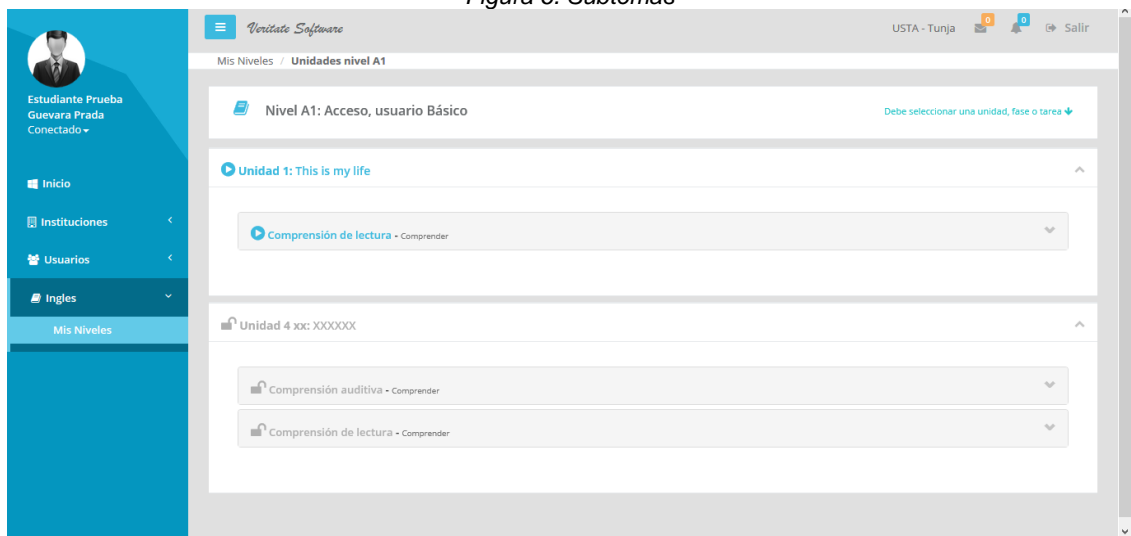 Figura 6. Subtemas
Veritate Software
USTA - Tunja
0
0
Salir
Mis Niveles / Unidades nivel A1
Estudiante Prueba
Guevara Prada
Conectado
Inicio
Instituciones
Usuarios
Ingles
Mis Niveles
Nivel A1: Acceso, usuario Básico
Debe seleccionar una unidad, fase o tarea
Unidad 1: This is my life
Comprensión de lectura - Comprender
Unidad 4 xx: XXXXXX
Comprensión auditiva - Comprender
Comprensión de lectura - Comprender